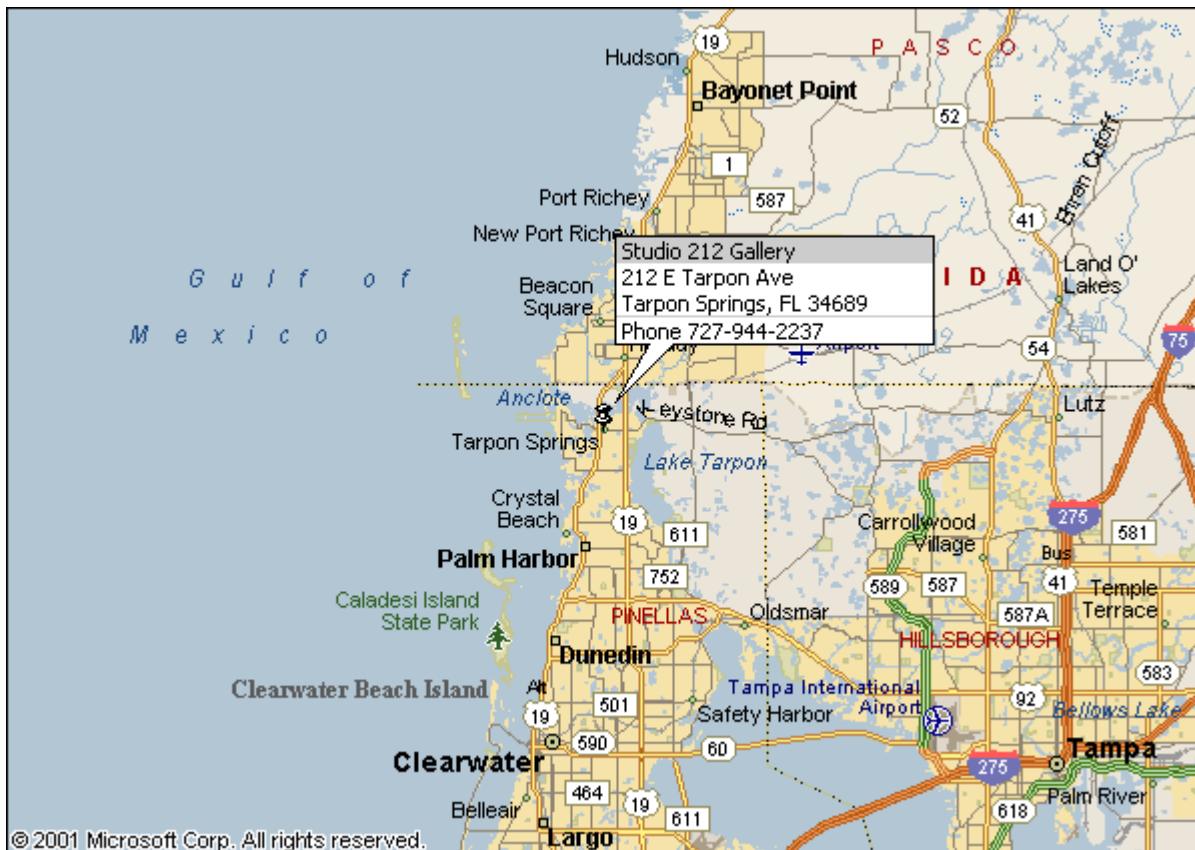 19
Hudson
P A S C O
Bayonet Point
52
Ehren Cutoff
1
587
Port Richey
41
New Port Richey
Studio 212 Gallery
212 E Tarpon Ave
Tarpon Springs, FL 34689
Phone 727-944-2237
I D A
Land O'
Lakes
Gulf of
Mexico
Beacon
Square
54
75
Anclote
Keystone Rd
Lutz
Tarpon Springs
Lake Tarpon
Crystal
Beach
19
611
Carrollwood
Village
275
581
Palm Harbor
Bus
41
752
589
587
Temple
Terrace
Caladesi Island
State Park
PINELLAS
Oldsmar
587A
HILLSBOROUGH
Dunedin
583
Clearwater Beach Island
Alt
19
501
Tampa International
Airport
92
Bellows Lake
Safety Harbor
590
60
Clearwater
Tampa
275
464
19
611
Belleair
618
Palm River
Largo
© 2001 Microsoft Corp. All rights reserved.